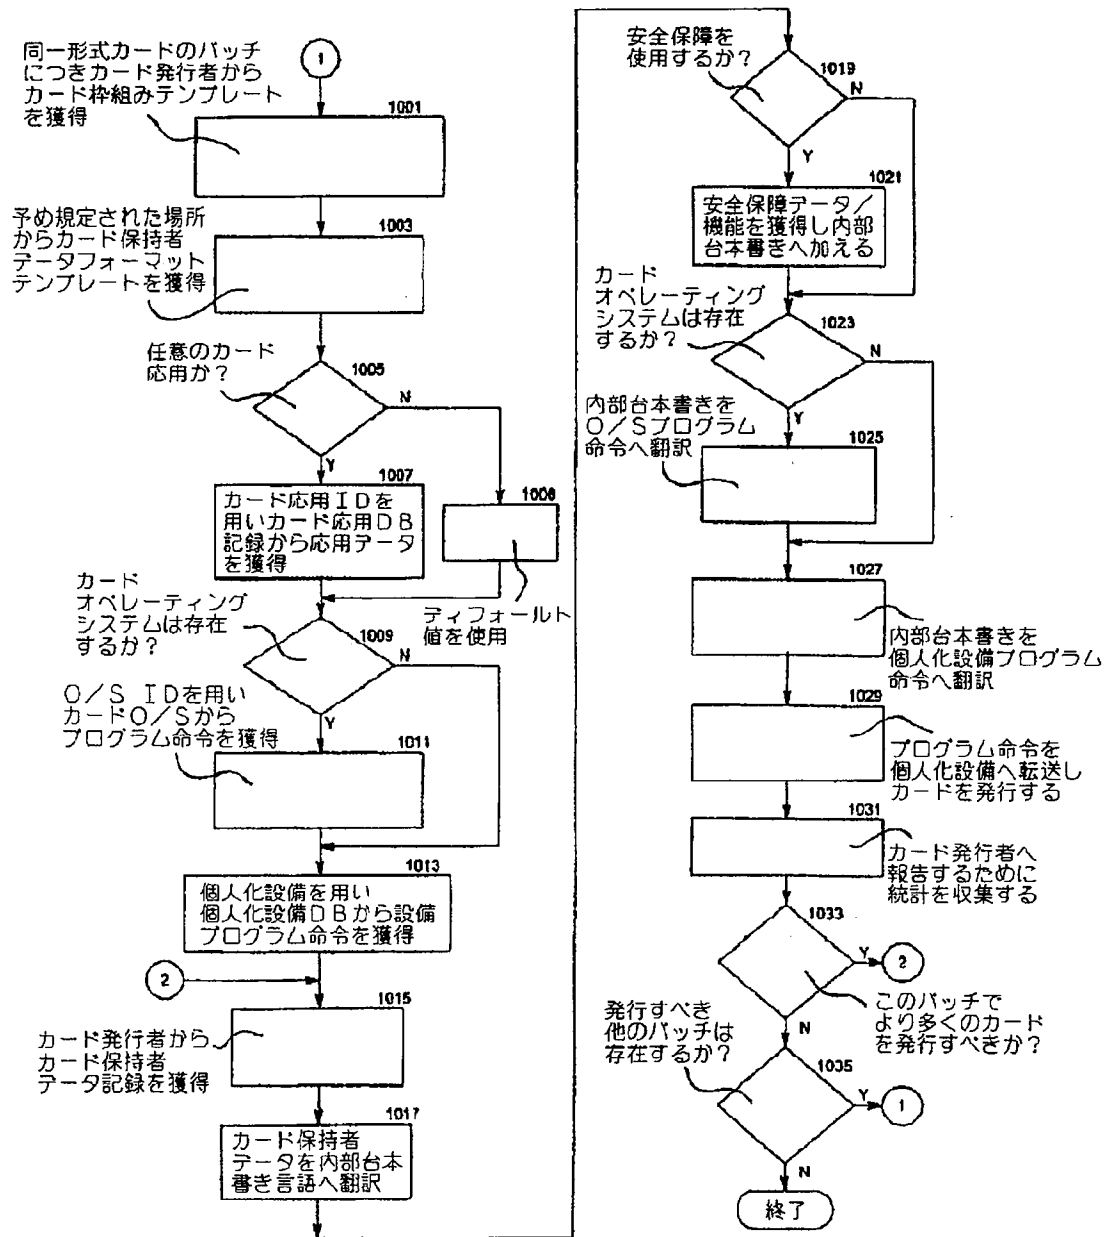 同一形式カードのバッチ
につきカード発行者から
カード枠組みテンプレート
を獲得
1
1001
予め規定された場所
からカード保持者
データフォーマット
テンプレートを獲得
1003
任意のカード
応用か?
1005
N
Y
1007
カード応用IDを
用いカード応用DB
記録から応用データ
を獲得
1008
ディフォールト
値を使用
カード
オペレーティング
システムは存在
するか?
1009
N
Y
O/S IDを用い
カードO/Sから
プログラム命令を獲得
1011
1013
個人化設備を用い
個人化設備DBから設備
プログラム命令を獲得
2
1015
カード発行者から
カード保持者
データ記録を獲得
1017
カード保持者
データを内部台本
書き言語へ翻訳
安全保障を
使用するか?
1019
N
Y
1021
安全保障データ/
機能を獲得し内部
台本書きへ加える
カード
オペレーティング
システムは存在
するか?
1023
N
Y
内部台本書きを
O/Sプログラム
命令へ翻訳
1025
1027
内部台本書きを
個人化設備プログラム
命令へ翻訳
1029
プログラム命令を
個人化設備へ転送し
カードを発行する
1031
カード発行者へ
報告するために
統計を収集する
1033
Y
2
このバッチで
より多くのカード
を発行すべきか?
N
発行すべき
他のバッチは
存在するか?
1035
Y
1
N
終了